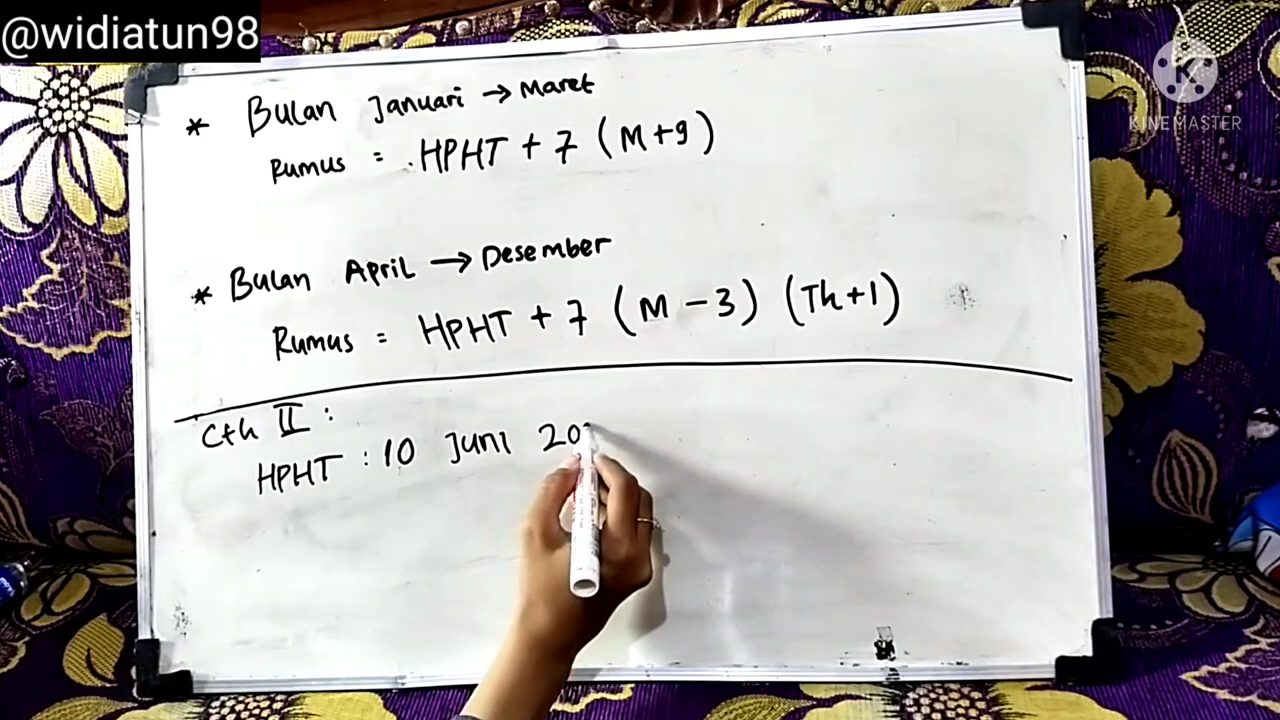 @widiatun98
KINEMASTER
* Bulan Januari → Maret
Rumus = HPHT + 7 (M+9)
* Bulan April → Desember
Rumus = HPHT + 7 (M - 3) (Th+1)
Cth II :
HPHT : 10 Juni